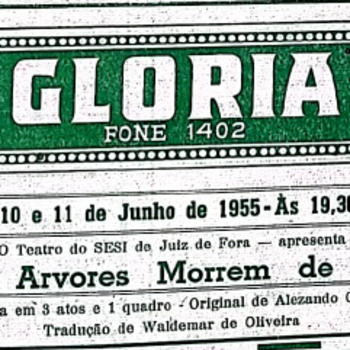 GLORIA
FONE 1402
10 e 11 de Junho de 1955 - Às 19,30
O Teatro do SESI de Juiz de Fora — apresenta
Arvores Morrem de
em 3 atos e 1 quadro - Original de Alezando
Tradução de Waldemar de Oliveira